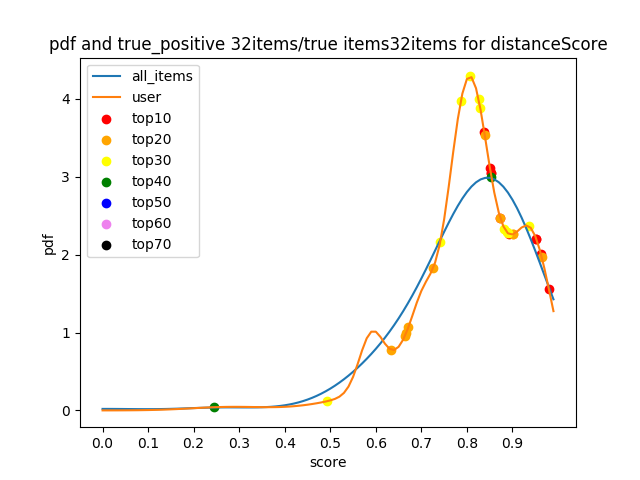 pdf and true_positive 32items/true items32items for distanceScore
all_items
user
top10
top20
top30
top40
top50
top60
top70
pdf
4
3
2
1
0
0.0 0.1 0.2 0.3 0.4 0.5 0.6 0.7 0.8 0.9
score